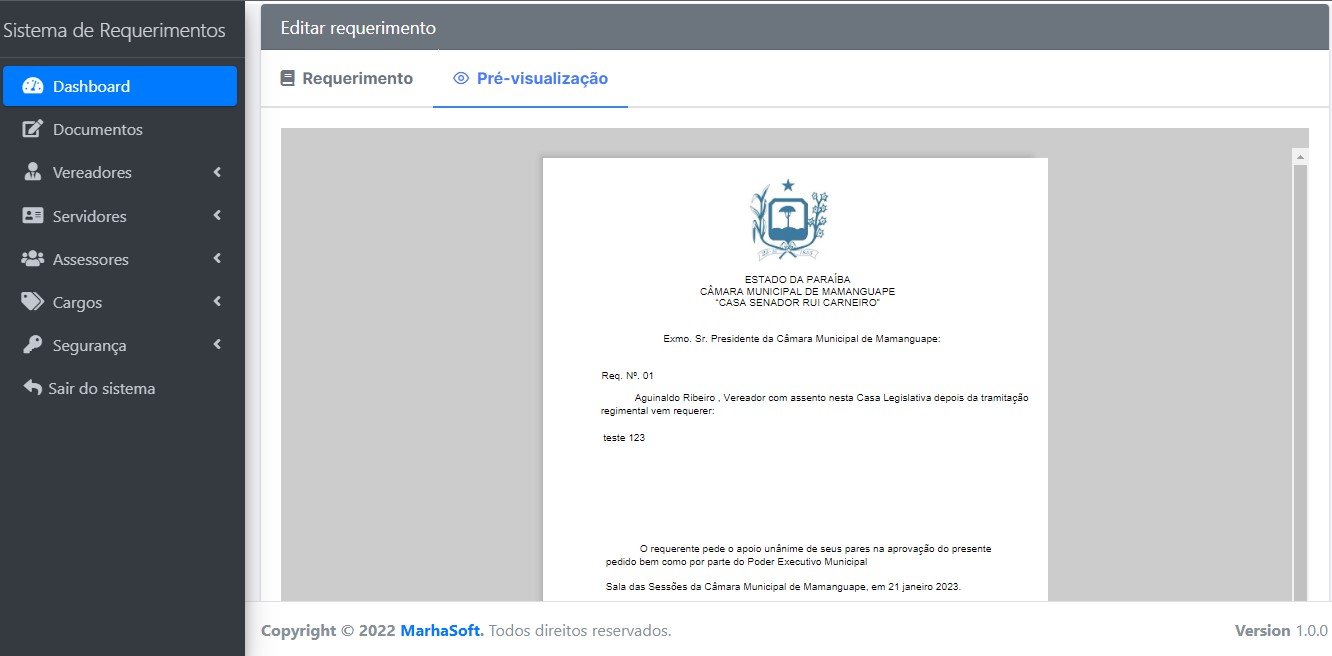 Sistema de Requerimentos
Dashboard
Documentos
Vereadores
Servidores
Assessores
Cargos
Segurança
Sair do sistema
Editar requerimento
Requerimento
Pré-visualização
ESTADO DA PARAÍBA
CÂMARA MUNICIPAL DE MAMANGUAPE
"CASA SENADOR RUI CARNEIRO"
Exmo. Sr. Presidente da Câmara Municipal de Mamanguape:
Req. Nº. 01
Aguinaldo Ribeiro , Vereador com assento nesta Casa Legislativa depois da tramitação
regimental vem requerer:
teste 123
O requerente pede o apoio unânime de seus pares na aprovação do presente
pedido bem como por parte do Poder Executivo Municipal
Sala das Sessões da Câmara Municipal de Mamanguape, em 21 janeiro 2023.
Copyright © 2022 MarhaSoft. Todos direitos reservados.
Version 1.0.0